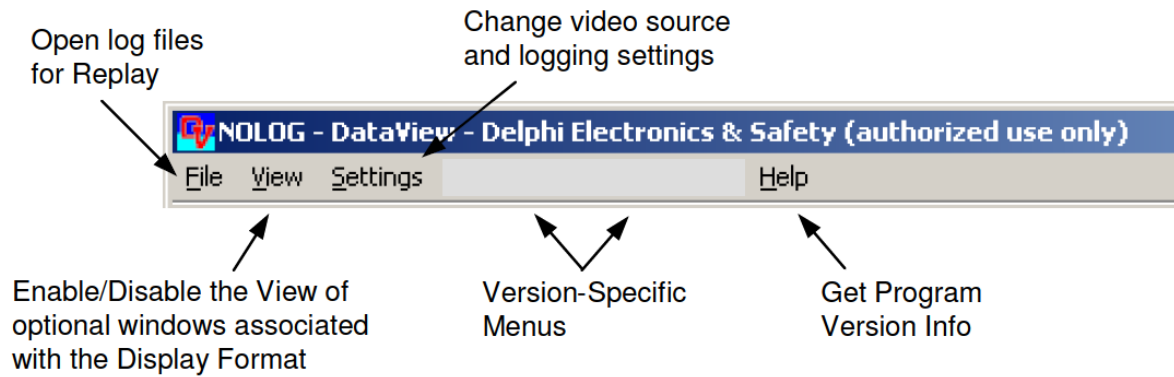 Change video source
and logging settings
Open log files
for Replay
DV NOLOG - DataView - Delphi Electronics & Safety (authorized use only)
File View Settings Help
Enable/Disable the View of
optional windows associated
with the Display Format
Version-Specific
Menus
Get Program
Version Info